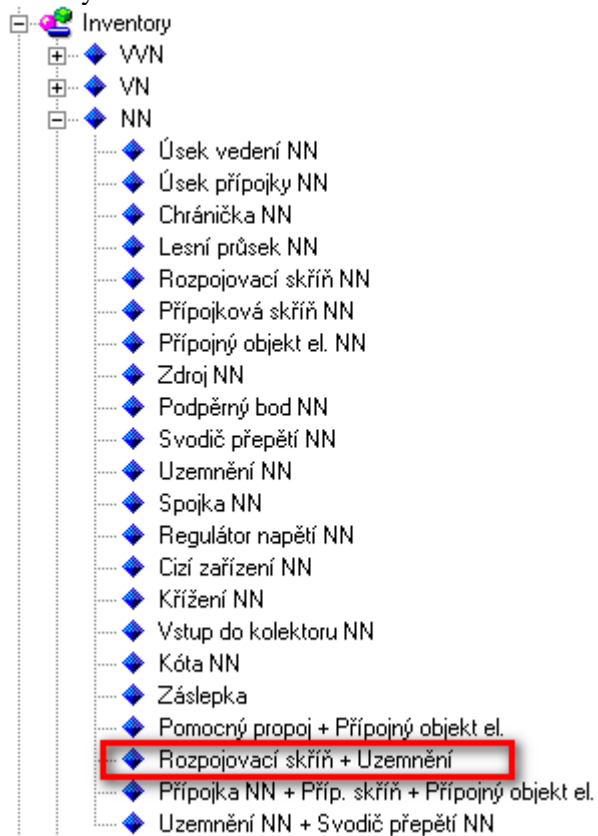 Inventory
VVN
VN
NN
Úsek vedení NN
Úsek přípojky NN
Chránička NN
Lesní průsek NN
Rozpojovací skříň NN
Přípojková skříň NN
Přípojný objekt el. NN
Zdroj NN
Podpěrný bod NN
Svodič přepětí NN
Uzemnění NN
Spojka NN
Regulátor napětí NN
Cizí zařízení NN
Křížení NN
Vstup do kolektoru NN
Kóta NN
Záslepka
Pomocný propoj + Přípojný objekt el.
Rozpojovací skříň + Uzemnění
Přípojka NN + Příp. skříň + Přípojný objekt el.
Uzemnění NN + Svodič přepětí NN